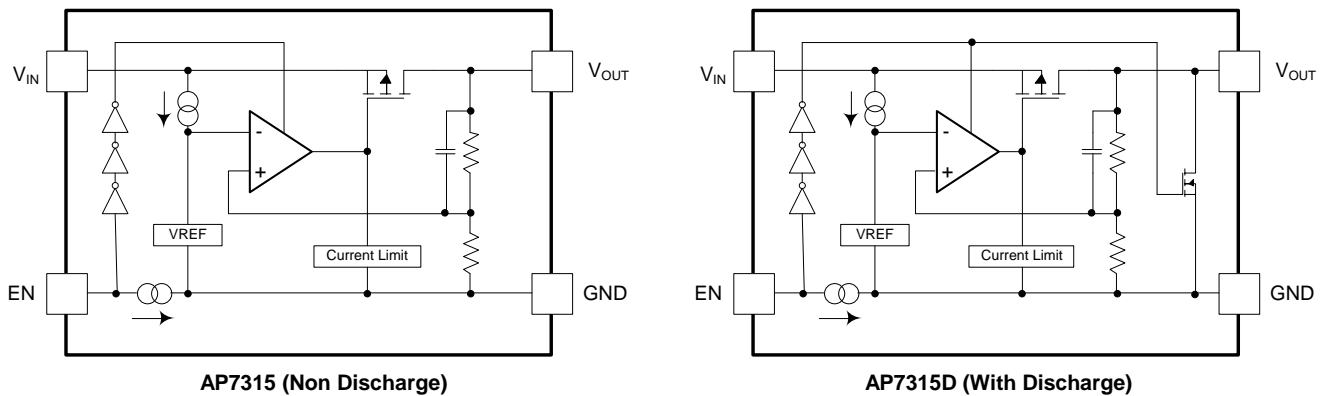 VIN
VOUT
-
+
VREF
Current Limit
EN
GND
AP7315 (Non Discharge)
VIN
VOUT
-
+
VREF
Current Limit
EN
GND
AP7315D (With Discharge)